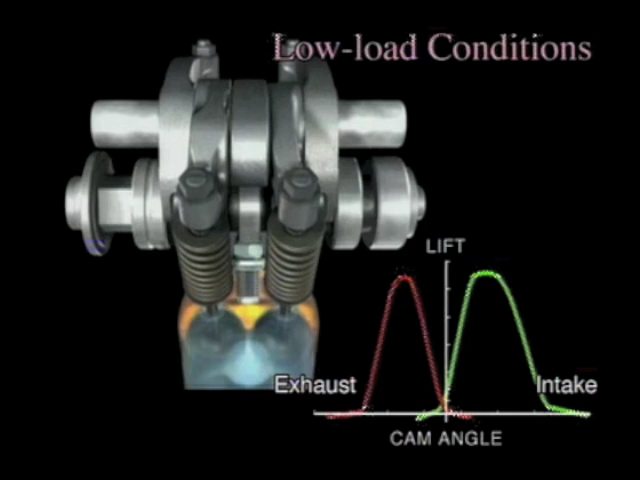 Low-load Conditions
LIFT
Exhaust
Intake
CAM ANGLE